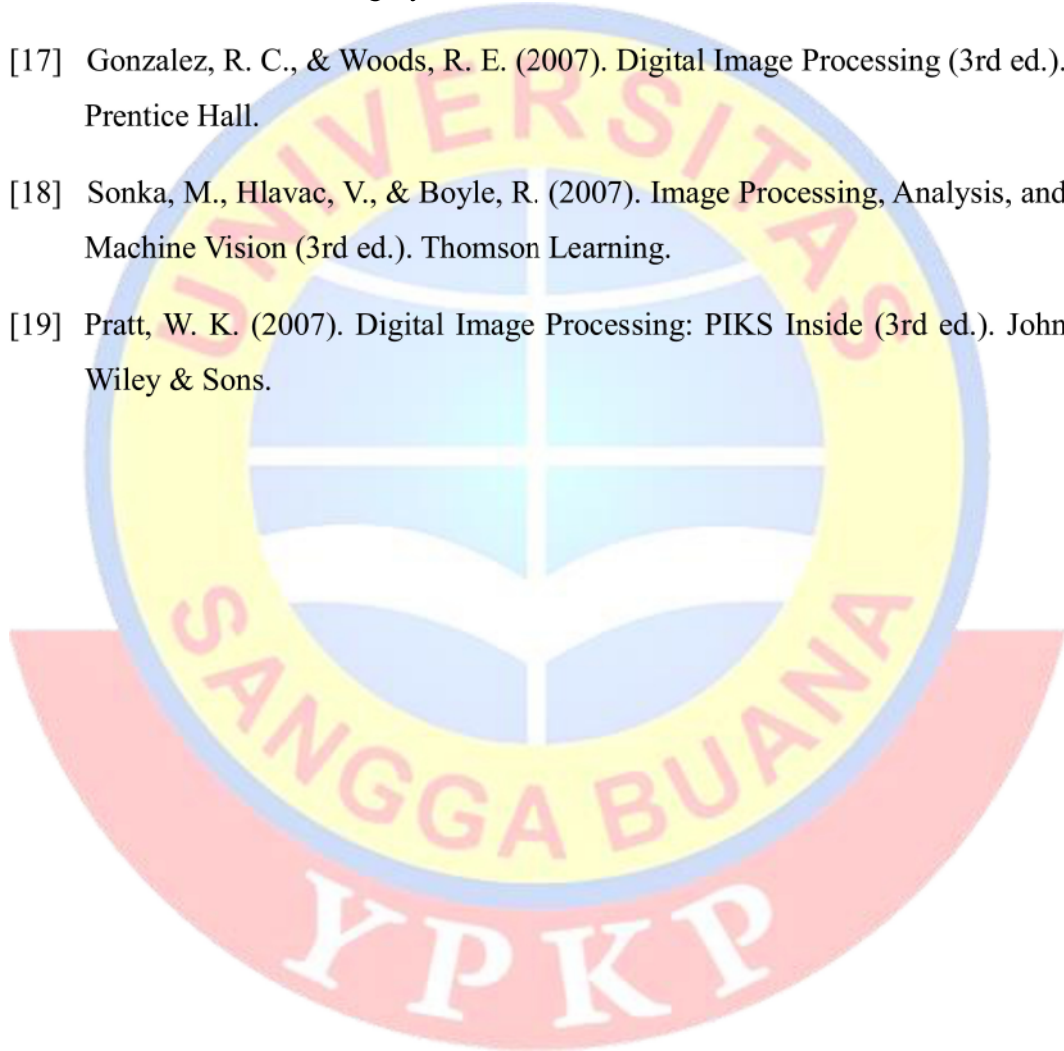 [17] Gonzalez, R. C., & Woods, R. E. (2007). Digital Image Processing (3rd ed.).
Prentice Hall.
[18] Sonka, M., Hlavac, V., & Boyle, R. (2007). Image Processing, Analysis, and
Machine Vision (3rd ed.). Thomson Learning.
[19] Pratt, W. K. (2007). Digital Image Processing: PIKS Inside (3rd ed.). John
Wiley & Sons.
UNIVERSITAS
SANGGA BUANA
YPKP